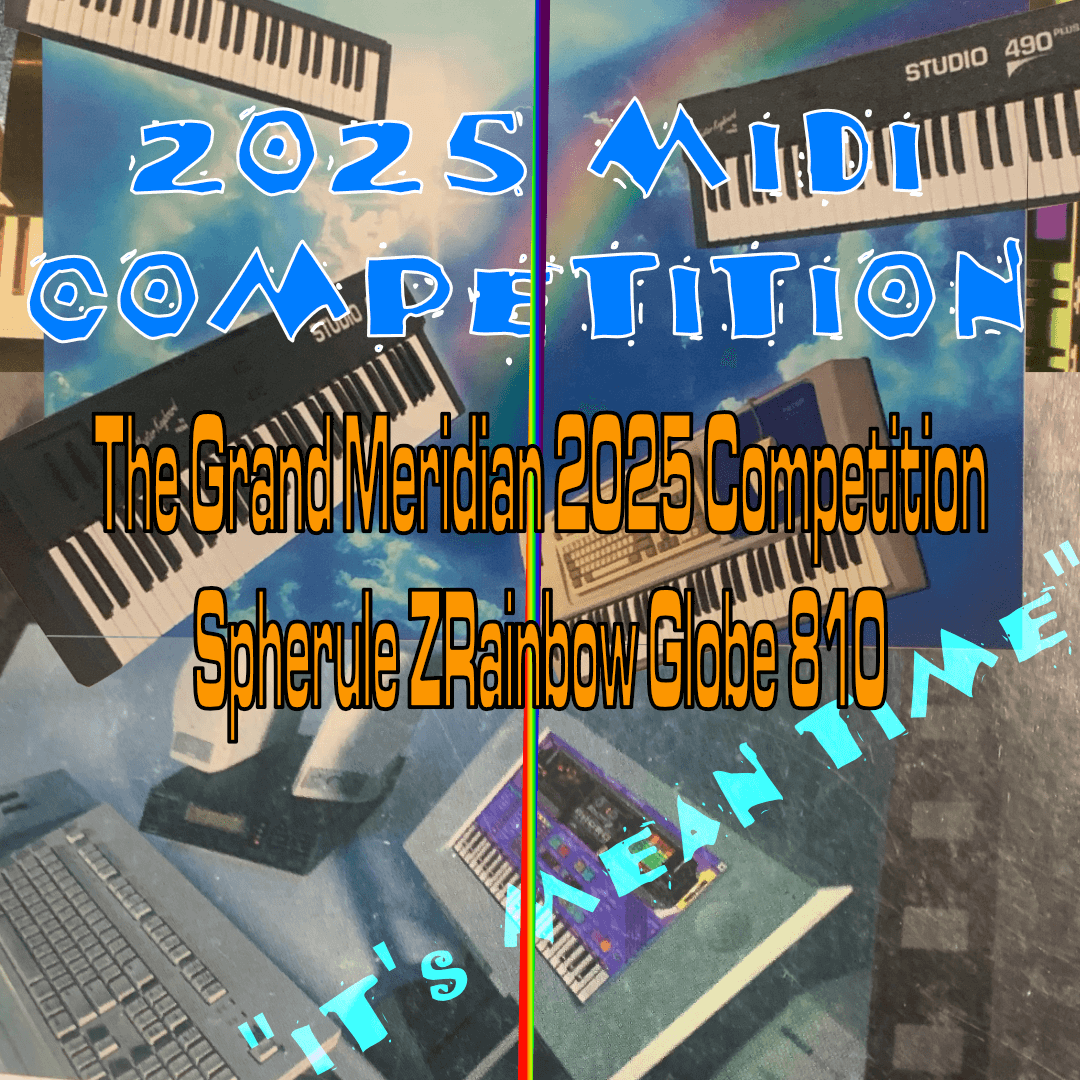 STUDIO 490 PLUS
2025 MIDI
COMPETITION
STUDIO
The Grand Meridian 2025 Competition
Spherule ZRainbow Globe 810
"IT'S MEAN TIME"